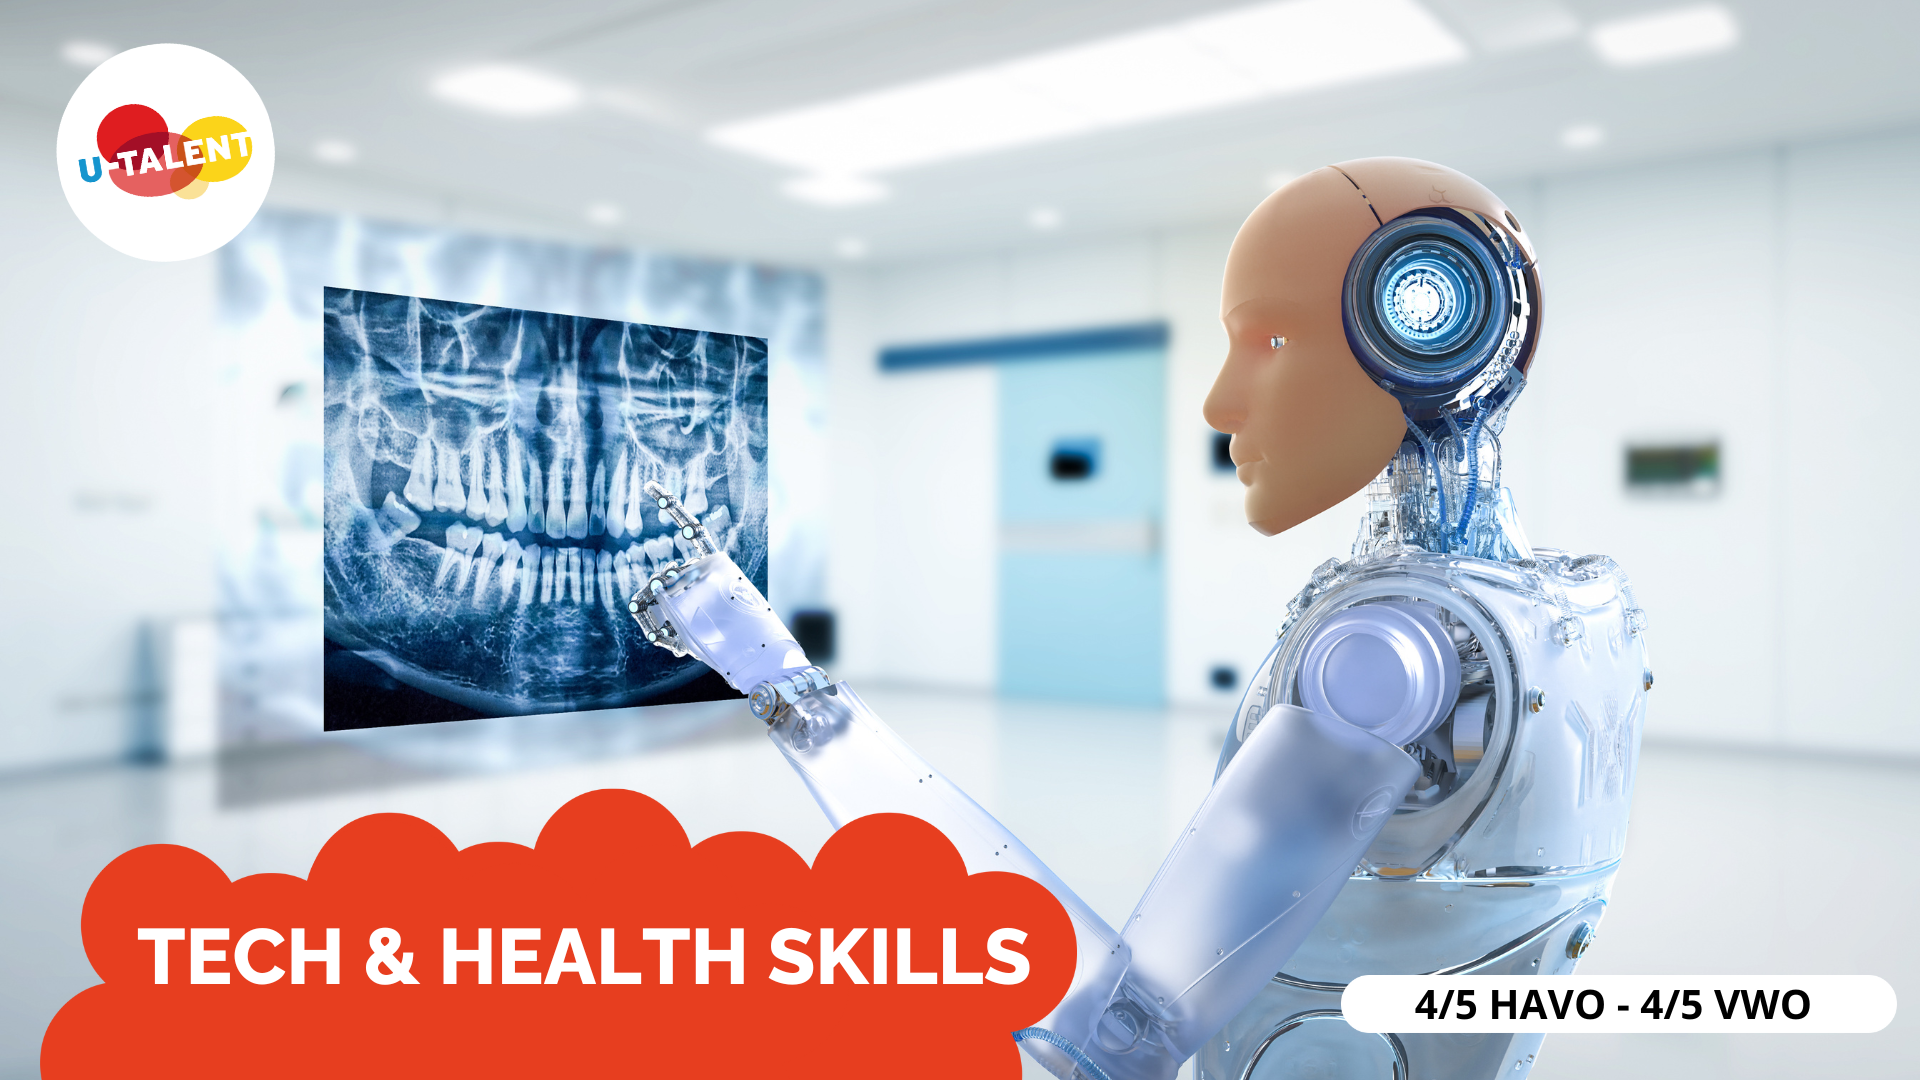 U-TALENT
TECH & HEALTH SKILLS
4/5 HAVO - 4/5 VWO